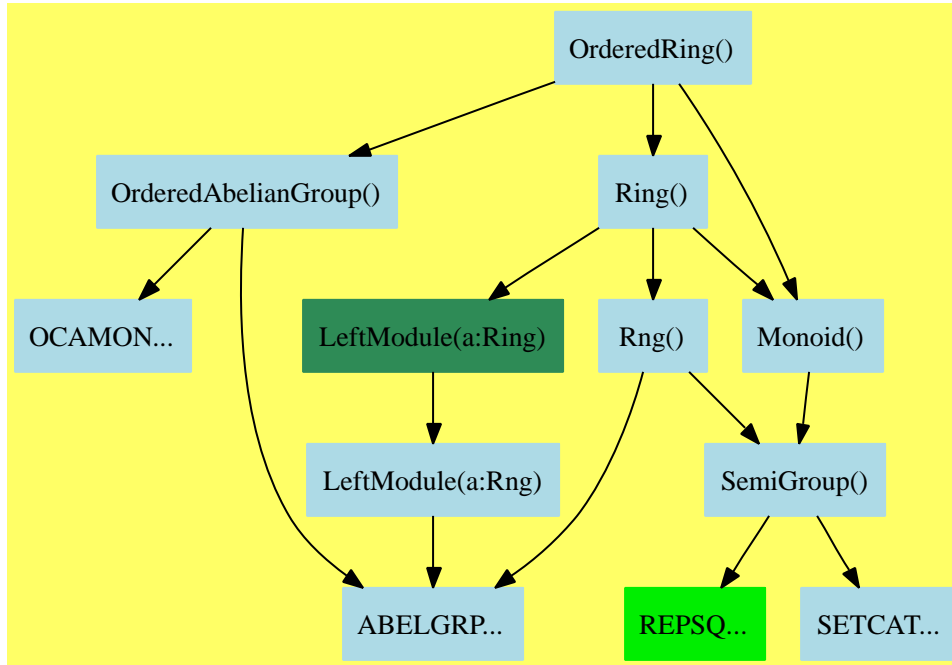 OrderedRing()
OrderedAbelianGroup()
Ring()
OCAMON...
LeftModule(a:Ring)
Rng()
Monoid()
LeftModule(a:Rng)
SemiGroup()
ABELGRP...
REPSQ...
SETCAT...